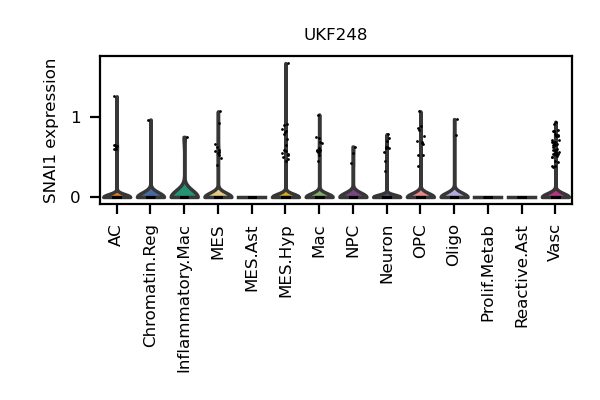 UKF248
SNAI1 expression
1
0
AC
Chromatin.Reg
Inflammatory.Mac
MES
MES.Ast
MES.Hyp
Mac
NPC
Neuron
OPC
Oligo
Prolif.Metab
Reactive.Ast
Vasc